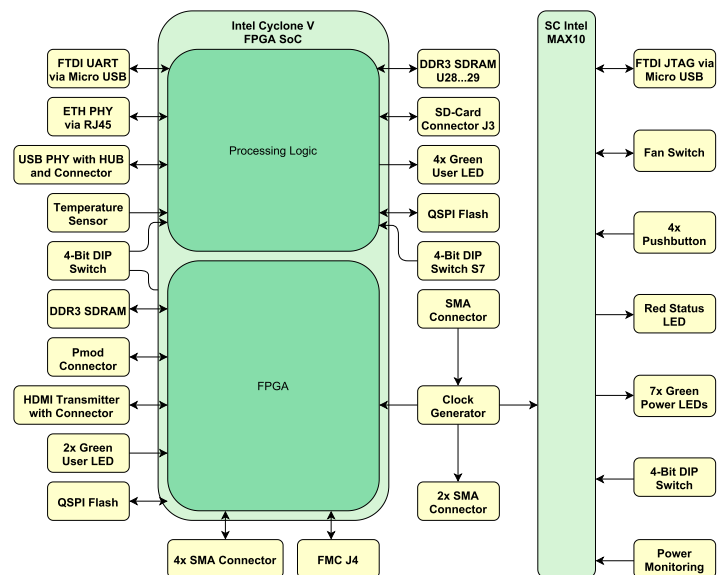 Intel Cyclone V
FPGA SoC
SC Intel
MAX10
FTDI UART
via Micro USB
ETH PHY
via RJ45
USB PHY with HUB
and Connector
Temperature
Sensor
4-Bit DIP
Switch
DDR3 SDRAM
Pmod
Connector
HDMI Transmitter
with Connector
2x Green
User LED
QSPI Flash
Processing Logic
FPGA
4x SMA Connector
FMC J4
DDR3 SDRAM
U28...29
SD-Card
Connector J3
4x Green
User LED
QSPI Flash
4-Bit DIP
Switch S7
SMA
Connector
Clock
Generator
2x SMA
Connector
FTDI JTAG via
Micro USB
Fan Switch
4x
Pushbutton
Red Status
LED
7x Green
Power LEDs
4-Bit DIP
Switch
Power
Monitoring